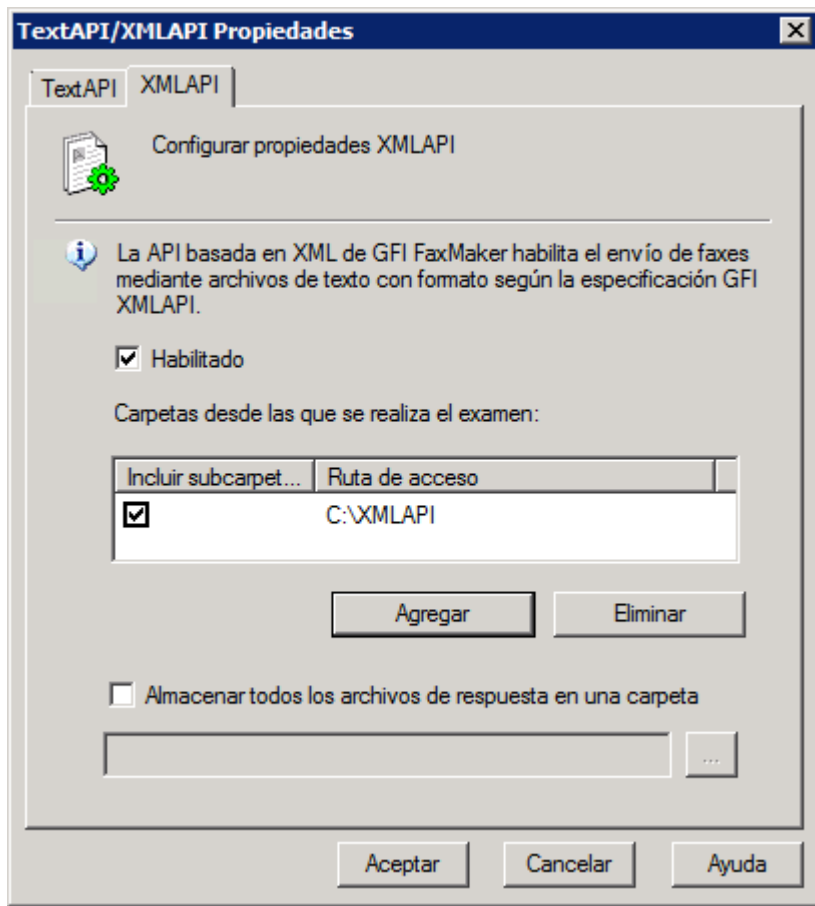 TextAPI/XMLAPI Propiedades
TextAPI
XMLAPI
Configurar propiedades XMLAPI
La API basada en XML de GFI FaxMaker habilita el envío de faxes
mediante archivos de texto con formato según la especificación GFI
XMLAPI.
Habilitado
Carpetas desde las que se realiza el examen:
Incluir subcarpet... Ruta de acceso
C:\XMLAPI
Agregar Eliminar
Almacenar todos los archivos de respuesta en una carpeta
...
Aceptar Cancelar Ayuda